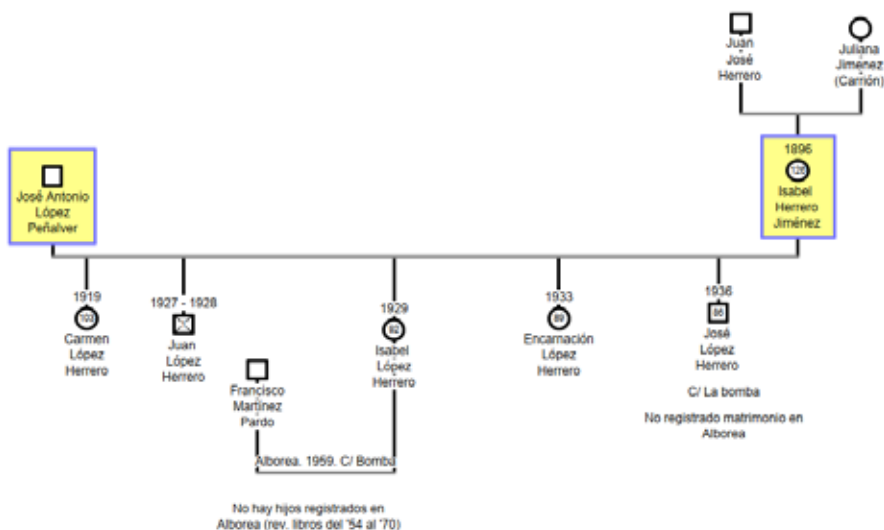 Juan
José
Herrero
Juliana
Jimenez
(Carrión)
José Antonio
López
Peñalver
1896
126
Isabel
Herrero
Jiménez
1919
103
Carmen
López
Herrero
1927 - 1928
Juan
López
Herrero
1929
92
Isabel
López
Herrero
1933
89
Encarnación
López
Herrero
1936
86
José
López
Herrero
C/ La bomba
No registrado matrimonio en
Alborea
Francisco
Martínez
Pardo
Alborea. 1959. C/ Bomba
No hay hijos registrados en
Alborea (rev. libros del '54 al '70)